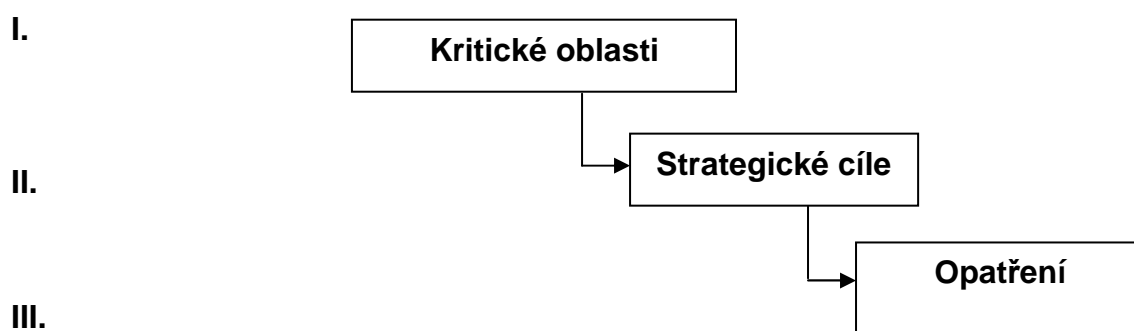 I.
Kritické oblasti
Strategické cíle
II.
Opatření
III.